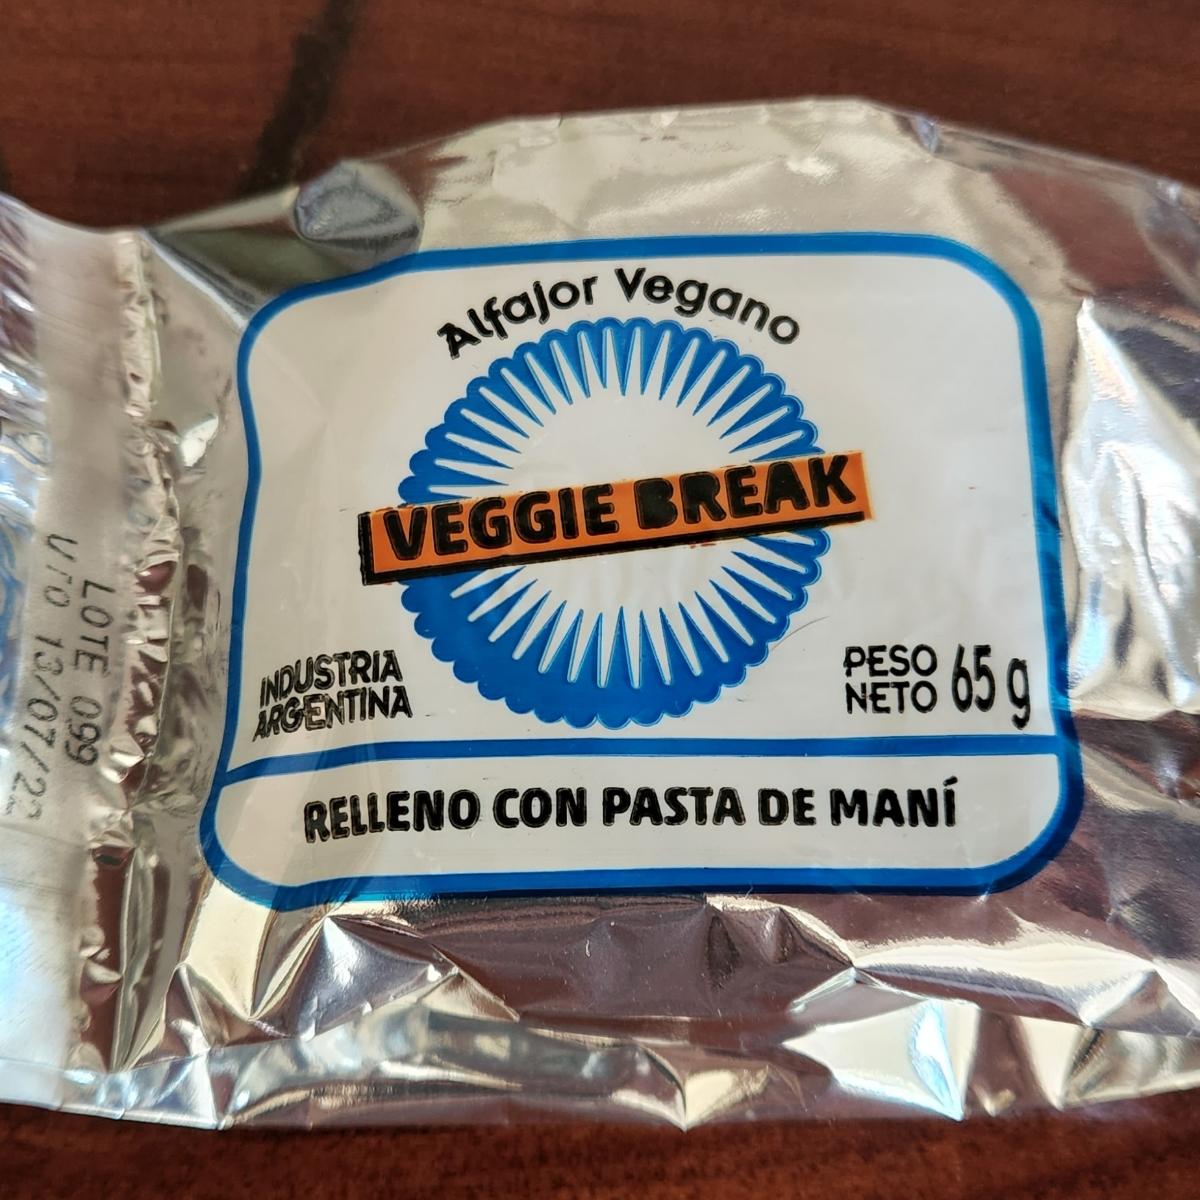 Alfajor Vegano
VEGGIE BREAK
INDUSTRIA
ARGENTINA
PESO
NETO 65 g
RELLENO CON PASTA DE MANÍ
LOTE 099
VTO 13/07/22